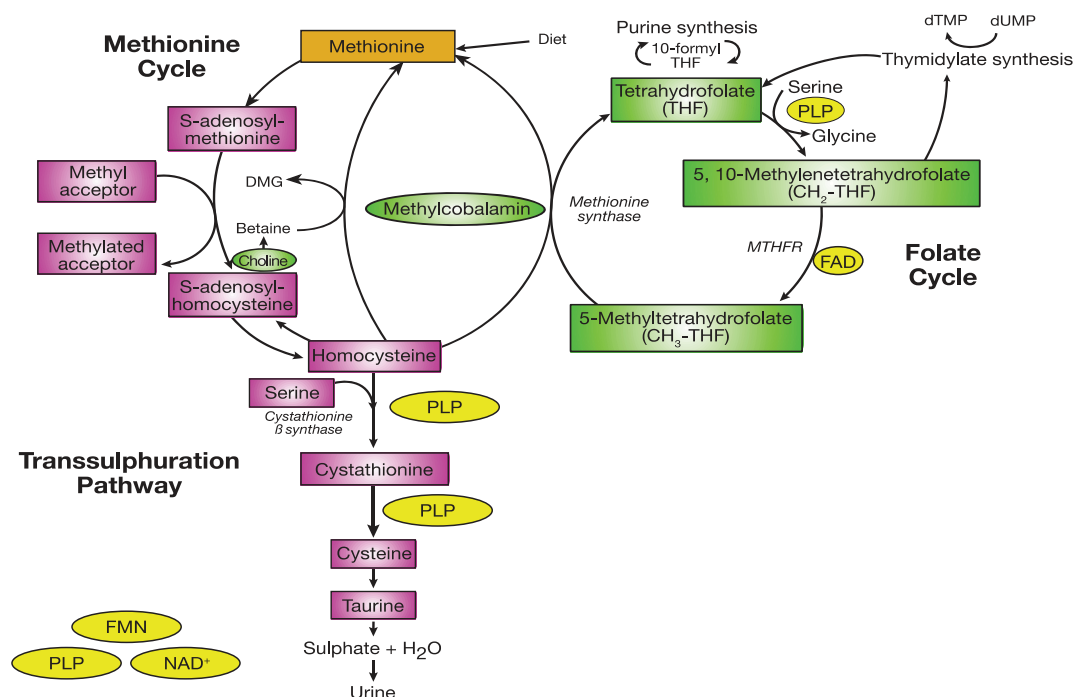 Methionine
Cycle
Methionine
Diet
Purine synthesis
10-formyl
THF
dTMP
dUMP
Thymidylate synthesis
Tetrahydrofolate
(THF)
Serine
PLP
Glycine
S-adenosyl-
methionine
Methyl
acceptor
DMG
5, 10-Methylenetetrahydrofolate
(CH2-THF)
Methylcobalamin
Methionine
synthase
Betaine
Methylated
acceptor
Choline
MTHFR
FAD
Folate
Cycle
S-adenosyl-
homocysteine
5-Methyltetrahydrofolate
(CH3-THF)
Homocysteine
Serine
PLP
Cystathionine
ß synthase
Transsulphuration
Pathway
Cystathionine
PLP
Cysteine
Taurine
FMN
Sulphate + H2O
PLP
NAD+
Urine